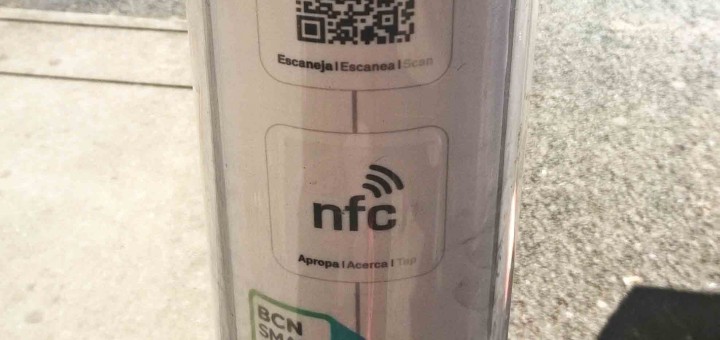 Escaneja | Escanea | Scan
nfc
Apropa | Acerca | Tap
BCN